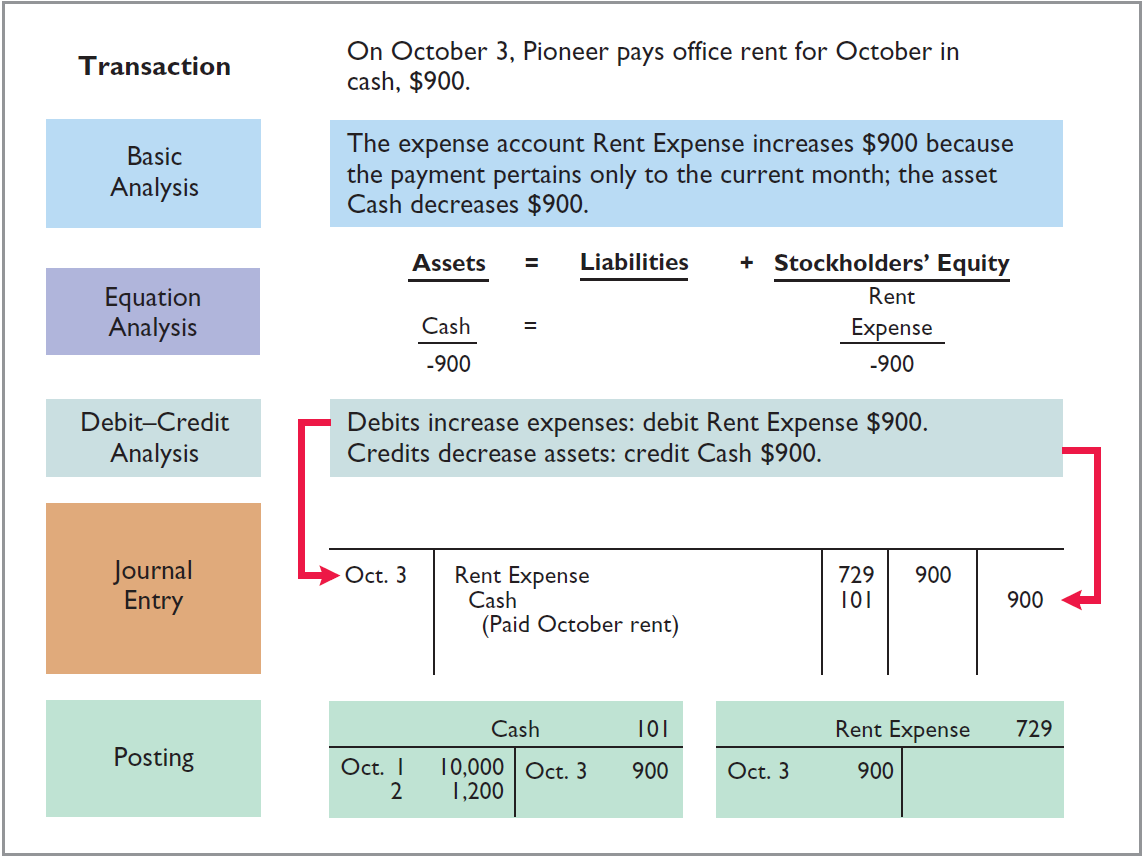 Transaction
On October 3, Pioneer pays office rent for October in
cash, $900.
Basic
Analysis
The expense account Rent Expense increases $900 because
the payment pertains only to the current month; the asset
Cash decreases $900.
Equation
Analysis
Assets = Liabilities + Stockholders’ Equity
Rent
Cash = Expense
-900 -900
Debit–Credit
Analysis
Debits increase expenses: debit Rent Expense $900.
Credits decrease assets: credit Cash $900.
Journal
Entry
Oct. 3 Rent Expense 729 900
Cash 101 900
(Paid October rent)
Posting
Cash 101
Oct. 1 10,000 Oct. 3 900
2 1,200
Rent Expense 729
Oct. 3 900